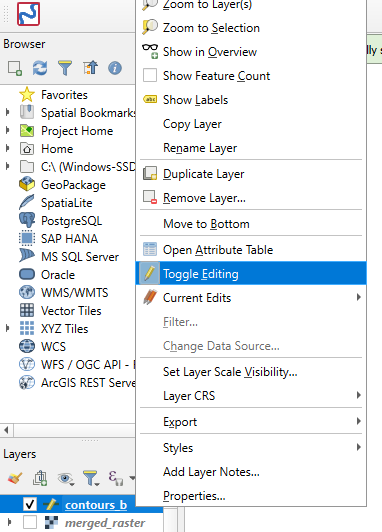 Zoom to Layer(s)
Zoom to Selection
Show in Overview
Show Feature Count
abc Show Labels
Copy Layer
Rename Layer
Duplicate Layer
Remove Layer...
Move to Bottom
Open Attribute Table
Toggle Editing
Current Edits
Filter...
Change Data Source...
Set Layer Scale Visibility...
Layer CRS
Export
Styles
Add Layer Notes...
Properties...
Browser
Favorites
Spatial Bookmarks
Project Home
Home
C:\ (Windows-SSD
GeoPackage
SpatiaLite
PostgreSQL
SAP HANA
MS SQL Server
Oracle
WMS/WMTS
Vector Tiles
XYZ Tiles
WCS
WFS / OGC API - F
ArcGIS REST Serve
Layers
contours_b
merged_raster